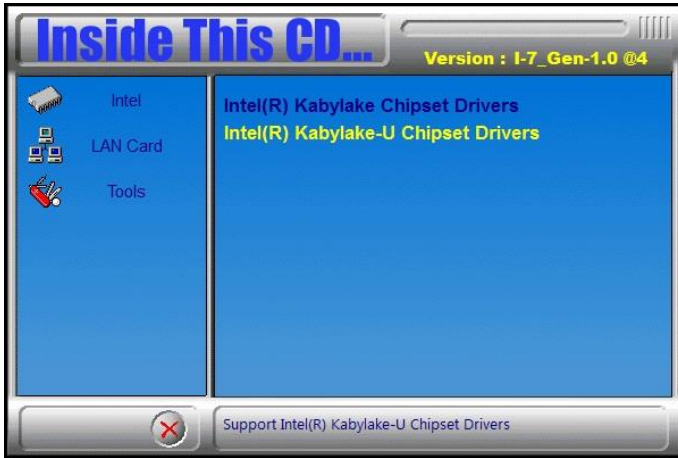 Inside This CD...
Version : I-7_Gen-1.0 @4
Intel
LAN Card
Tools
Intel(R) Kabylake Chipset Drivers
Intel(R) Kabylake-U Chipset Drivers
Support Intel(R) Kabylake-U Chipset Drivers